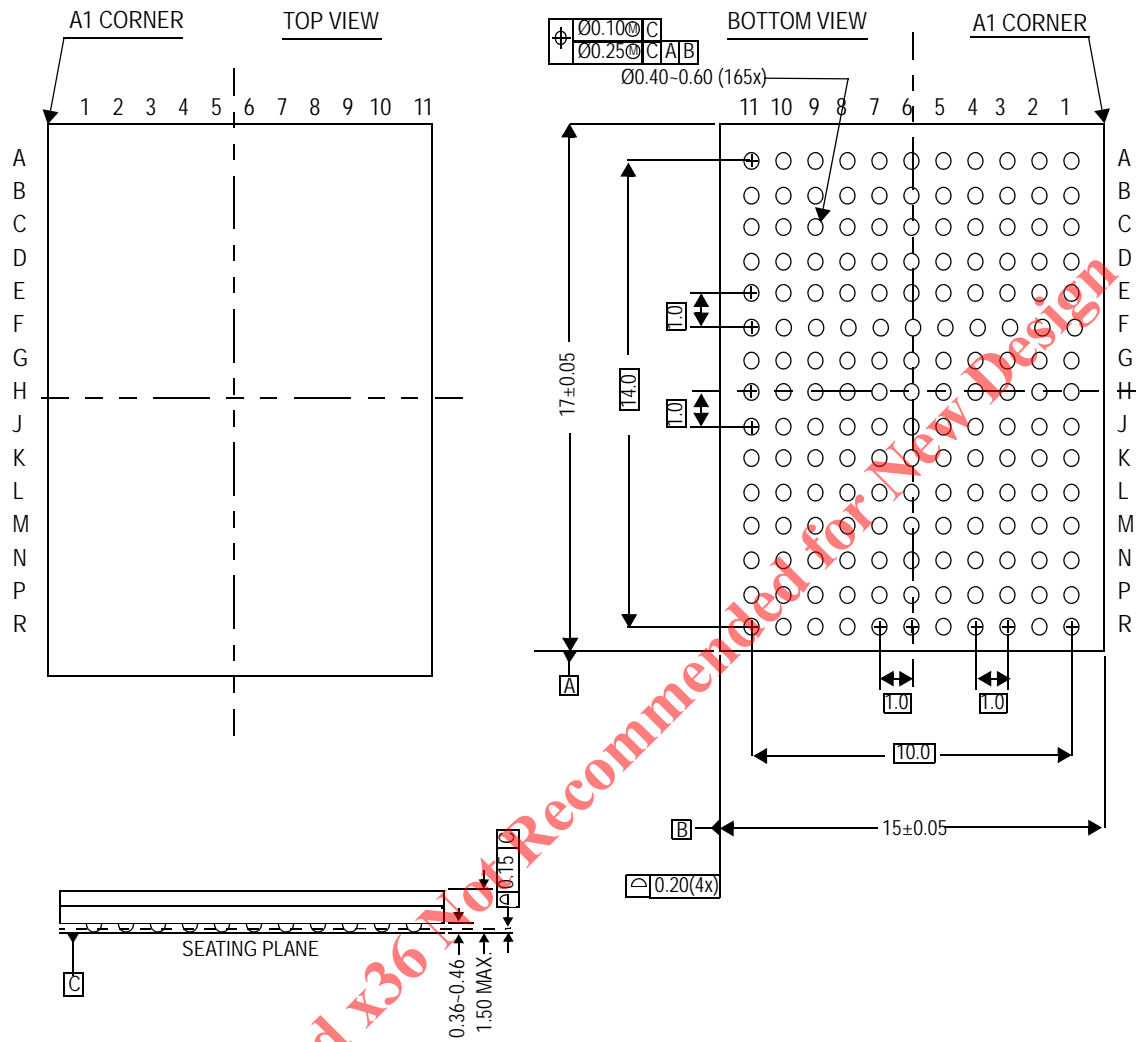 A1 CORNER
TOP VIEW
1 2 3 4 5 6 7 8 9 10 11
A
B
C
D
E
F
G
H
J
K
L
M
N
P
R
Ø0.10Ⓜ C
Ø0.25Ⓜ C A B
Ø0.40~0.60 (165x)
BOTTOM VIEW
A1 CORNER
11 10 9 8 7 6 5 4 3 2 1
A
B
C
D
E
F
G
H
J
K
L
M
N
P
R
1.0
1.0
14.0
17±0.05
A
1.0
1.0
10.0
B
15±0.05
0.20(4x)
0.15 C
SEATING PLANE
C
0.36~0.46
1.50 MAX.
d x36 Not Recommended for New Design